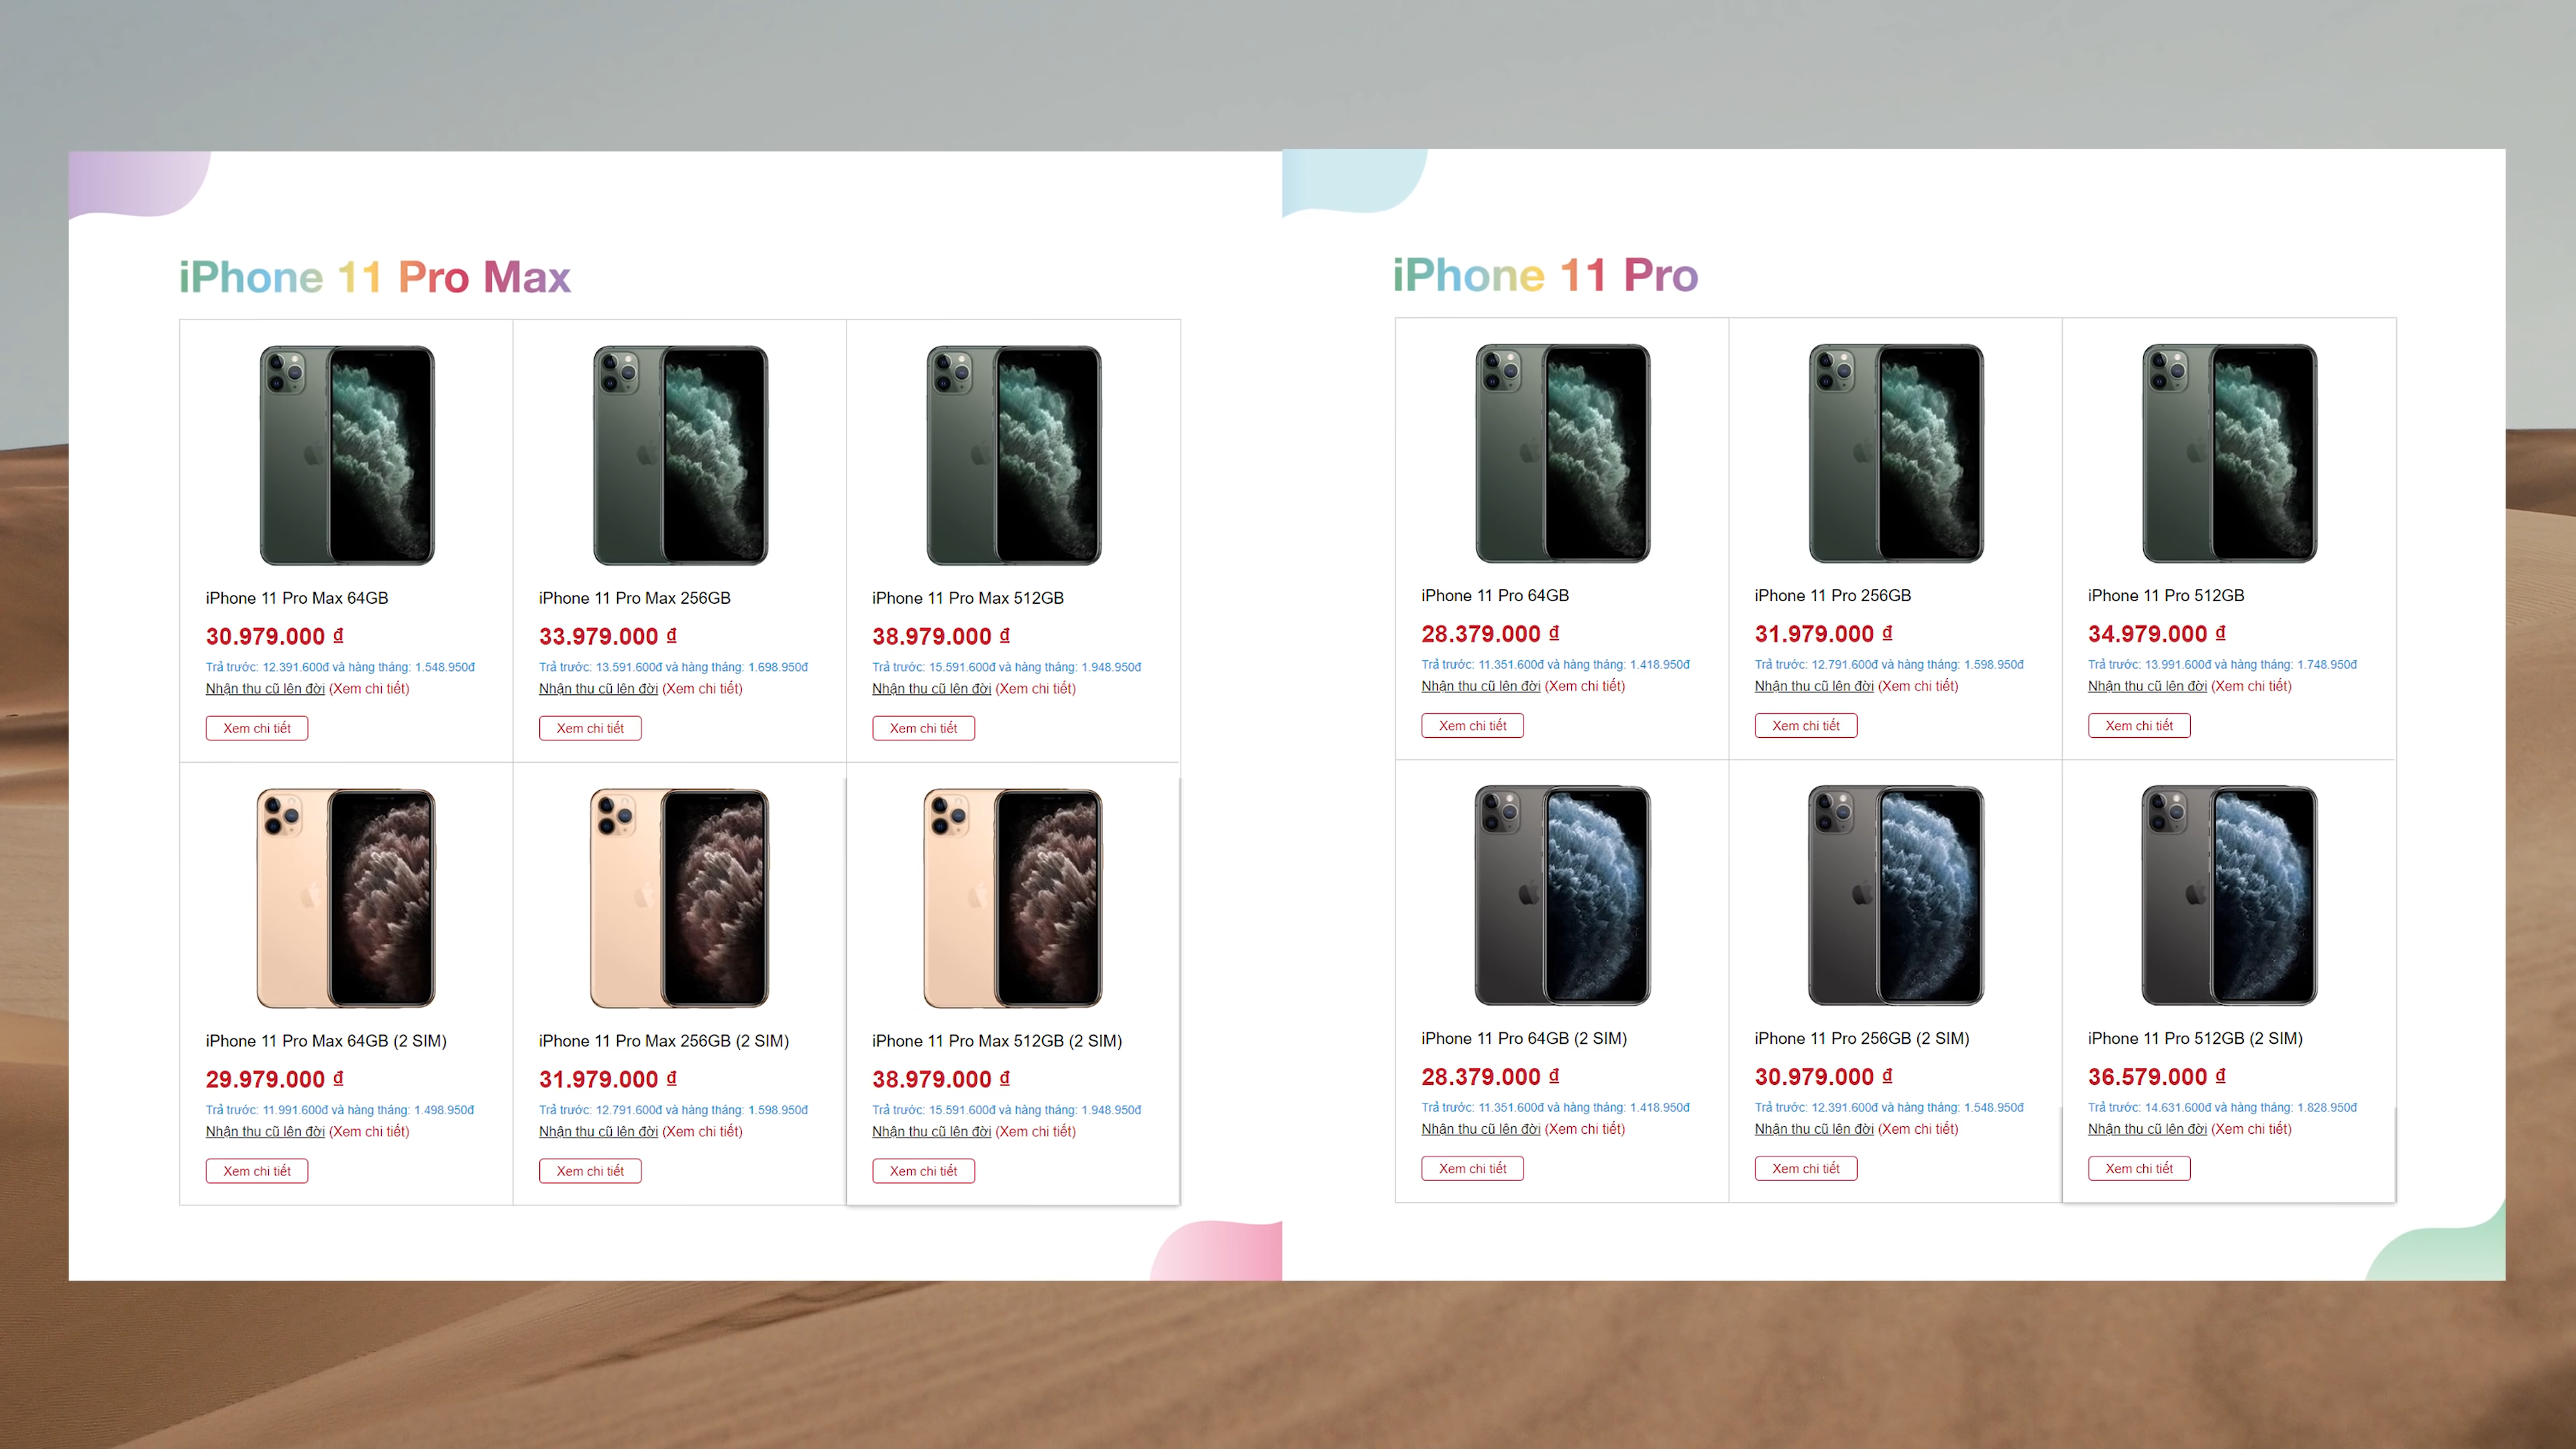 iPhone 11 Pro Max
iPhone 11 Pro Max 64GB
30.979.000 ₫
Trả trước: 12.391.600đ và hàng tháng: 1.548.950đ
Nhận thu cũ lên đời (Xem chi tiết)
Xem chi tiết
iPhone 11 Pro Max 256GB
33.979.000 ₫
Trả trước: 13.591.600đ và hàng tháng: 1.698.950đ
Nhận thu cũ lên đời (Xem chi tiết)
Xem chi tiết
iPhone 11 Pro Max 512GB
38.979.000 ₫
Trả trước: 15.591.600đ và hàng tháng: 1.948.950đ
Nhận thu cũ lên đời (Xem chi tiết)
Xem chi tiết
iPhone 11 Pro Max 64GB (2 SIM)
29.979.000 ₫
Trả trước: 11.991.600đ và hàng tháng: 1.498.950đ
Nhận thu cũ lên đời (Xem chi tiết)
Xem chi tiết
iPhone 11 Pro Max 256GB (2 SIM)
31.979.000 ₫
Trả trước: 12.791.600đ và hàng tháng: 1.598.950đ
Nhận thu cũ lên đời (Xem chi tiết)
Xem chi tiết
iPhone 11 Pro Max 512GB (2 SIM)
38.979.000 ₫
Trả trước: 15.591.600đ và hàng tháng: 1.948.950đ
Nhận thu cũ lên đời (Xem chi tiết)
Xem chi tiết
iPhone 11 Pro
iPhone 11 Pro 64GB
28.379.000 ₫
Trả trước: 11.351.600đ và hàng tháng: 1.418.950đ
Nhận thu cũ lên đời (Xem chi tiết)
Xem chi tiết
iPhone 11 Pro 256GB
31.979.000 ₫
Trả trước: 12.791.600đ và hàng tháng: 1.598.950đ
Nhận thu cũ lên đời (Xem chi tiết)
Xem chi tiết
iPhone 11 Pro 512GB
34.979.000 ₫
Trả trước: 13.991.600đ và hàng tháng: 1.748.950đ
Nhận thu cũ lên đời (Xem chi tiết)
Xem chi tiết
iPhone 11 Pro 64GB (2 SIM)
28.379.000 ₫
Trả trước: 11.351.600đ và hàng tháng: 1.418.950đ
Nhận thu cũ lên đời (Xem chi tiết)
Xem chi tiết
iPhone 11 Pro 256GB (2 SIM)
30.979.000 ₫
Trả trước: 12.391.600đ và hàng tháng: 1.548.950đ
Nhận thu cũ lên đời (Xem chi tiết)
Xem chi tiết
iPhone 11 Pro 512GB (2 SIM)
36.579.000 ₫
Trả trước: 14.631.600đ và hàng tháng: 1.828.950đ
Nhận thu cũ lên đời (Xem chi tiết)
Xem chi tiết